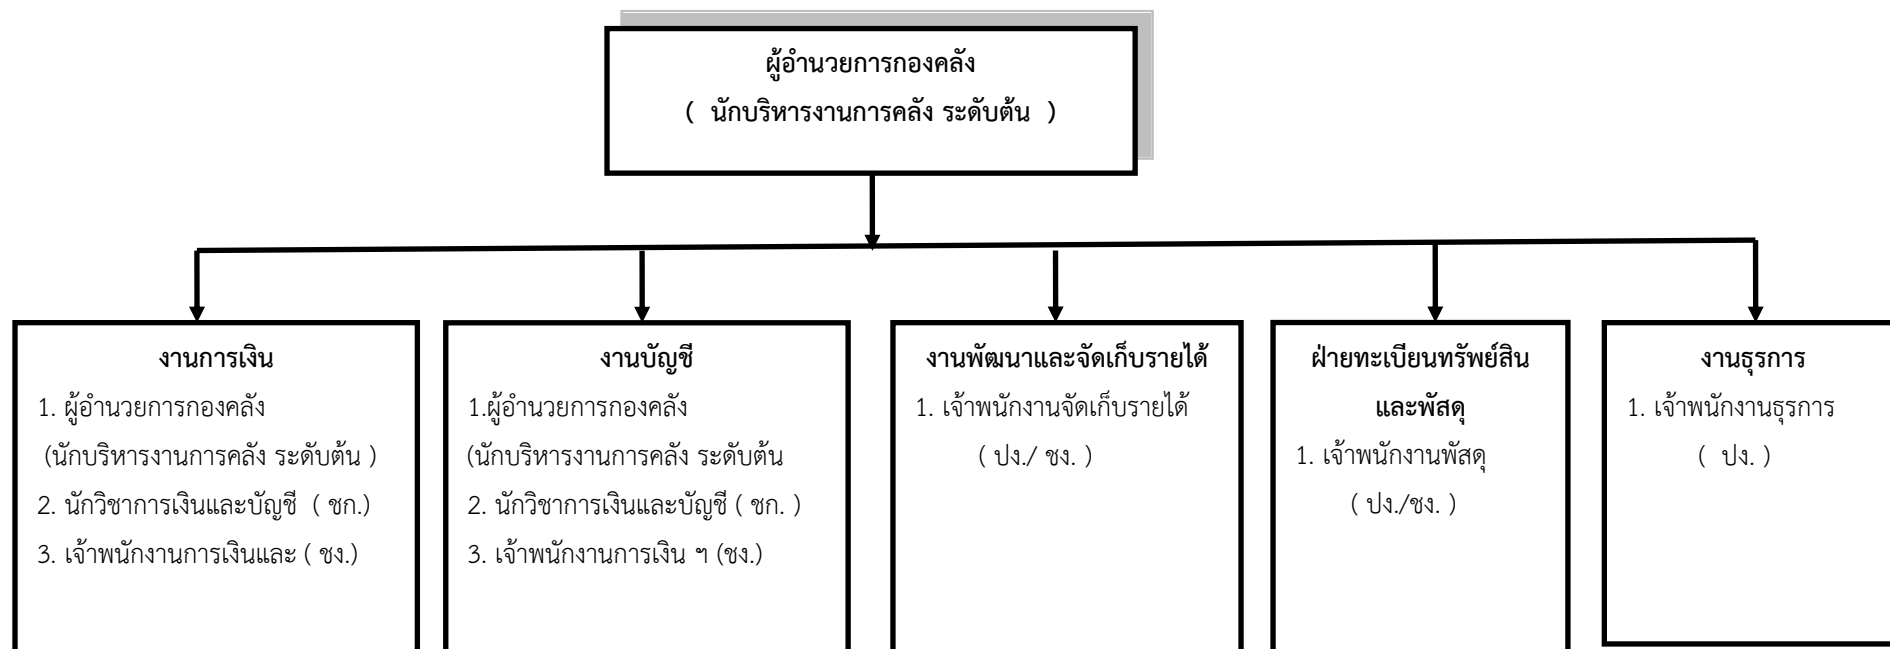 ผู้อำนวยการกองคลัง
( นักบริหารงานการคลัง ระดับต้น )
งานการเงิน
1. ผู้อำนวยการกองคลัง
(นักบริหารงานการคลัง ระดับต้น )
2. นักวิชาการเงินและบัญชี ( ชก.)
3. เจ้าพนักงานการเงินและ ( ชง.)
งานบัญชี
1.ผู้อำนวยการกองคลัง
(นักบริหารงานการคลัง ระดับต้น
2. นักวิชาการเงินและบัญชี ( ชก. )
3. เจ้าพนักงานการเงิน ฯ (ชง.)
งานพัฒนาและจัดเก็บรายได้
1. เจ้าพนักงานจัดเก็บรายได้
( ปง./ ชง. )
ฝ่ายทะเบียนทรัพย์สิน
และพัสดุ
1. เจ้าพนักงานพัสดุ
( ปง./ชง. )
งานธุรการ
1. เจ้าพนักงานธุรการ
( ปง. )